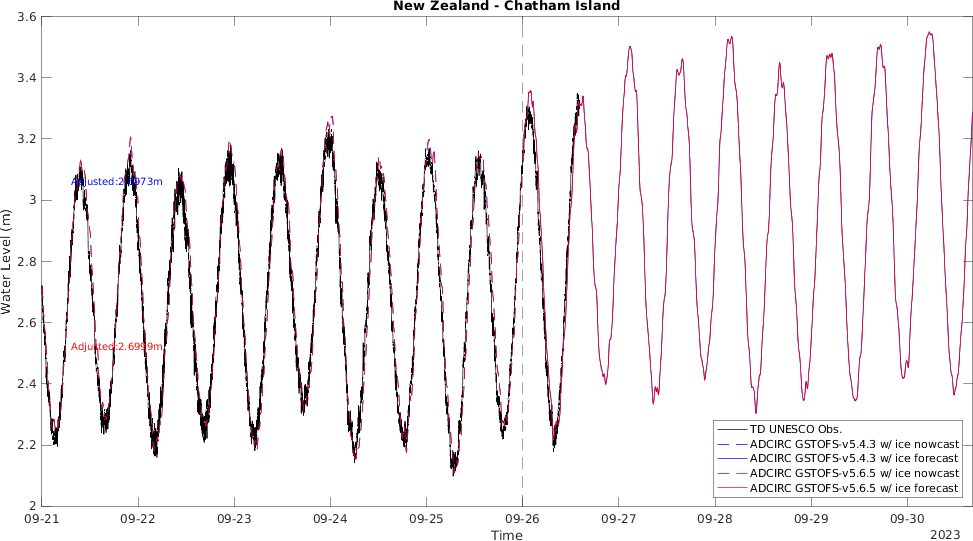 New Zealand - Chatham Island
3.6
3.4
3.2
3
2.8
2.6
2.4
2.2
2
Water Level (m)
Adjusted:2.6999m
09-21
09-22
09-23
09-24
09-25
09-26
09-27
09-28
09-29
09-30
Time
2023
TD UNESCO Obs.
ADCIRC GSTOFS-v5.4.3 w/ ice nowcast
ADCIRC GSTOFS-v5.4.3 w/ ice forecast
ADCIRC GSTOFS-v5.6.5 w/ ice nowcast
ADCIRC GSTOFS-v5.6.5 w/ ice forecast